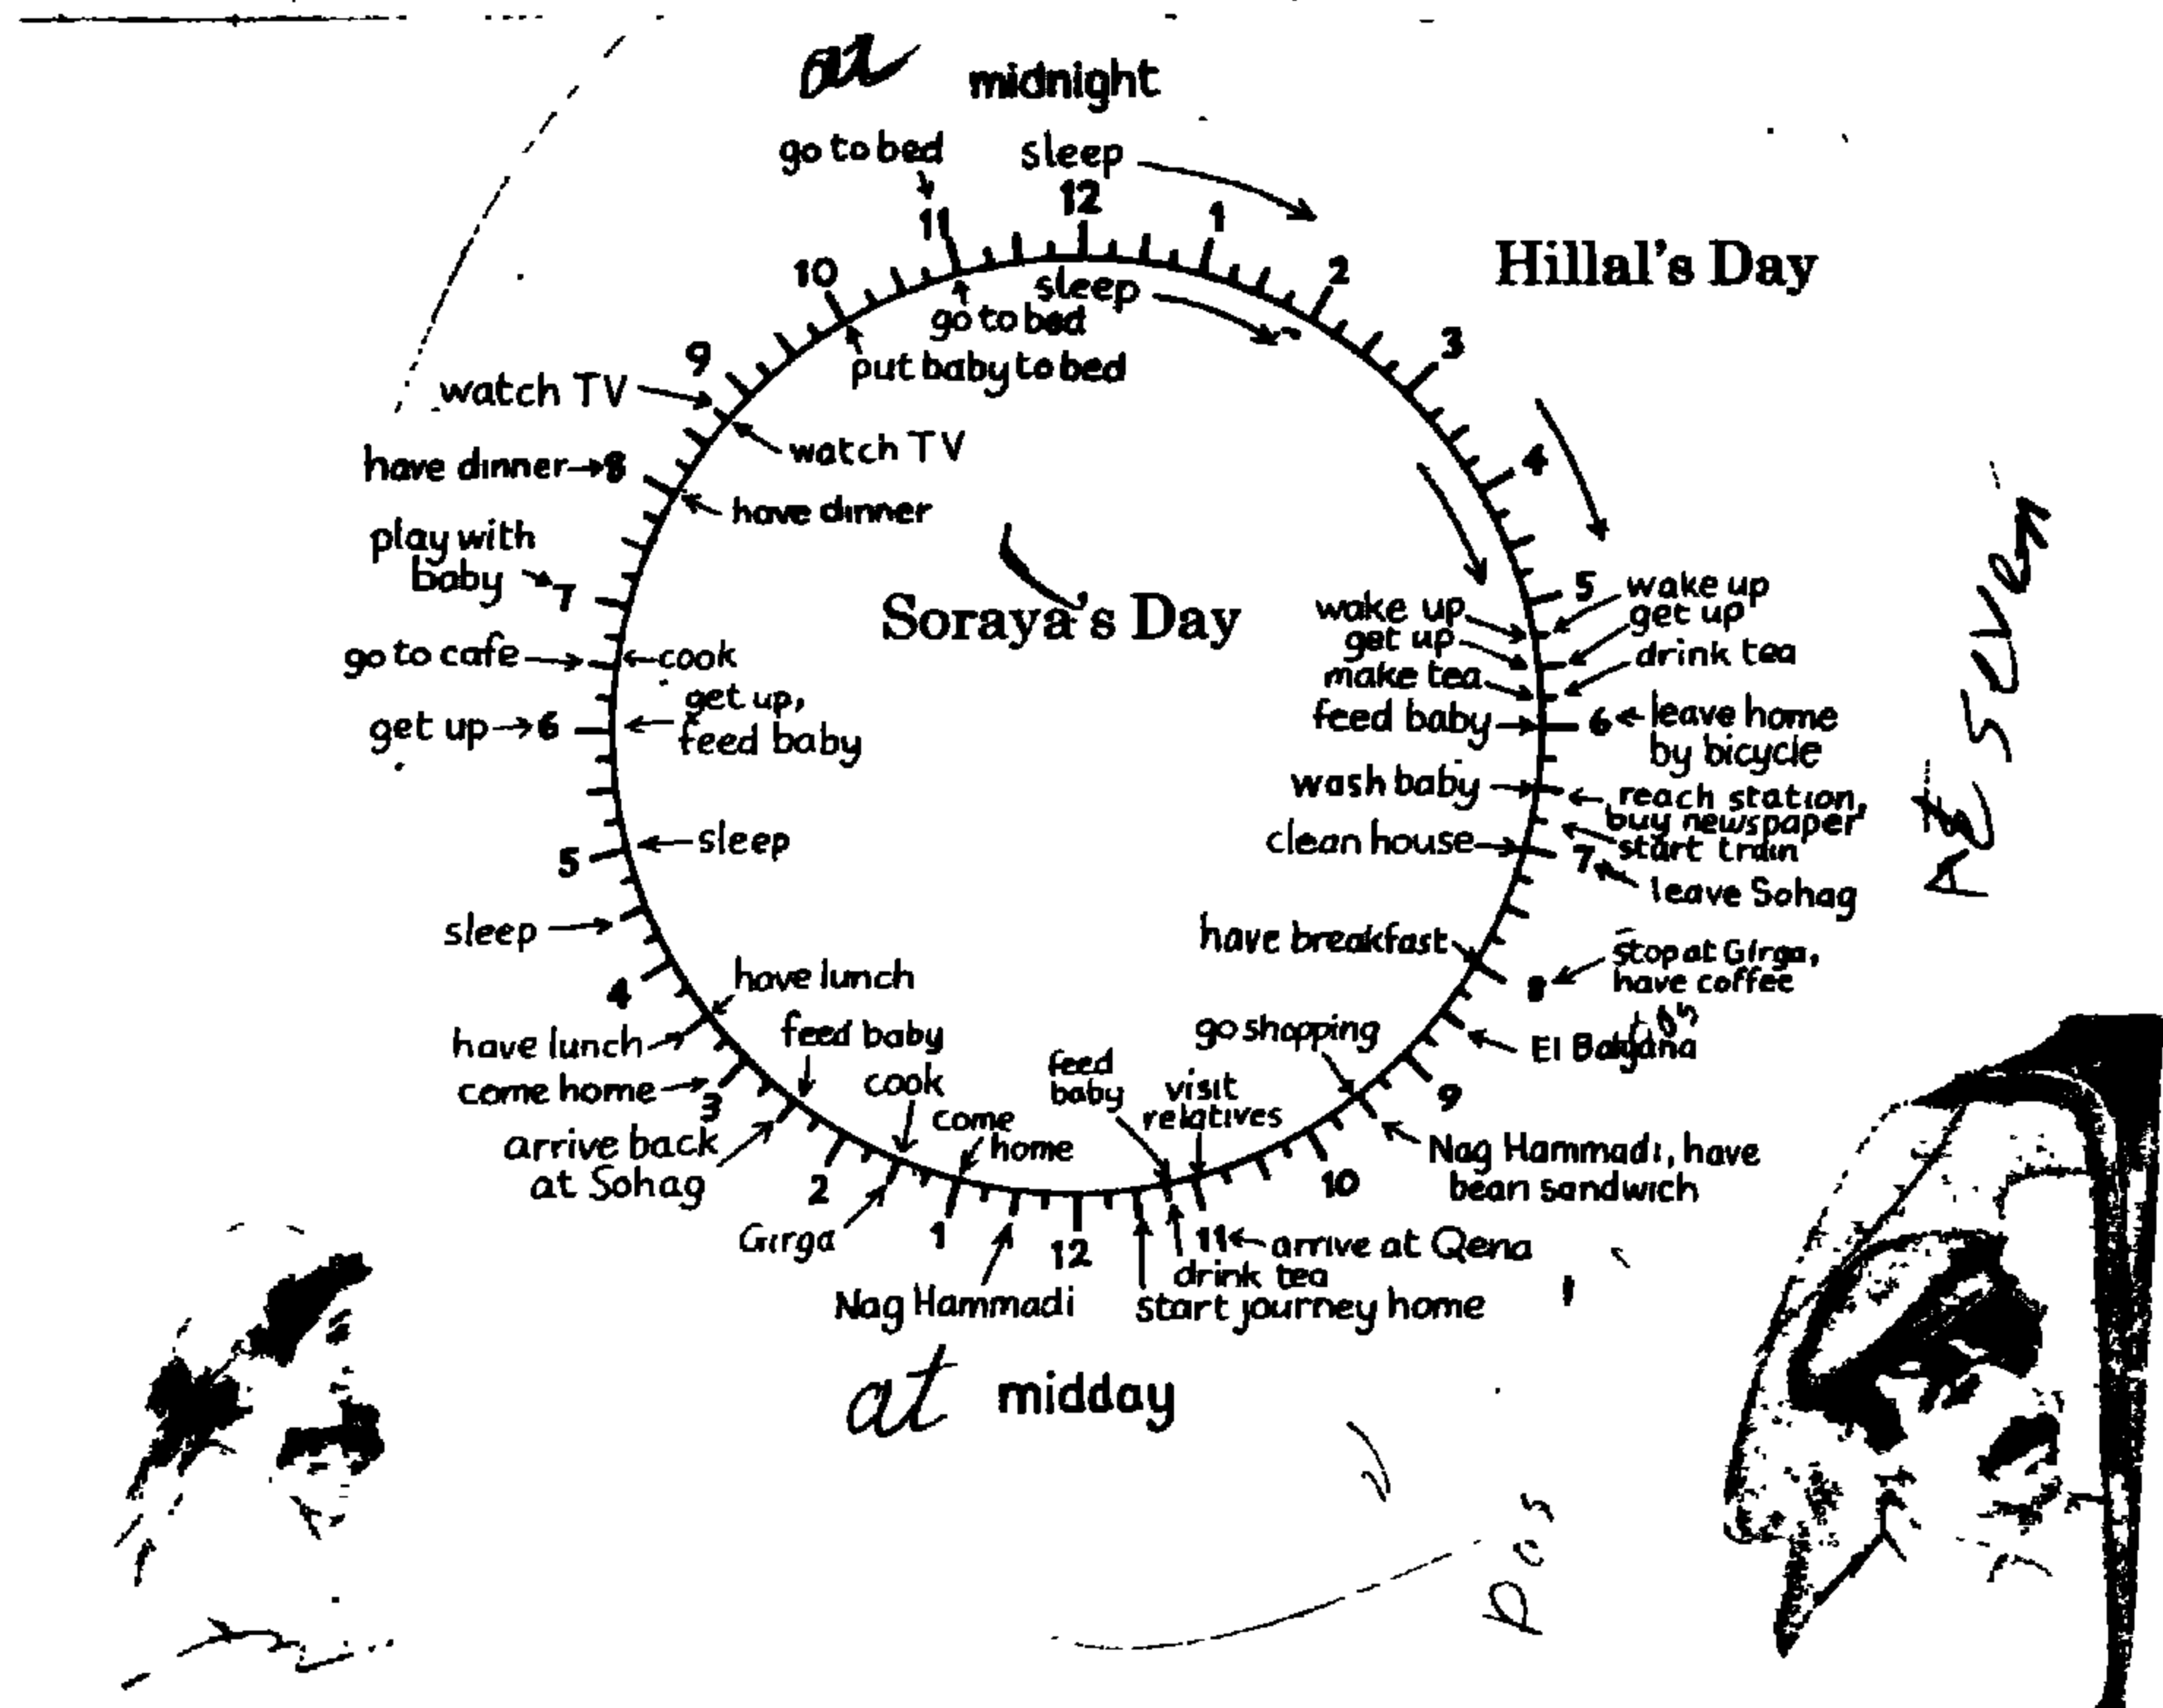 at midnight
go to bed
sleep
12
11
1
10
2
Hillal's Day
sleep
go to bed
put baby to bed
9
3
watch TV
watch TV
4
have dinner
8
have dinner
play with
baby
7
Soraya's Day
5
wake up
get up
drink tea
wake up
get up
make tea
feed baby
6
leave home
by bicycle
At seven
go to cafe
cook
get up
6
get up,
feed baby
wash baby
reach station,
buy newspaper
start train
clean house
7
leave Sohag
5
sleep
sleep
have breakfast
8
stop at Girga,
have coffee
4
have lunch
have lunch
feed baby
go shopping
El Balyana
come home
3
cook
feed
baby
visit
relatives
9
arrive back
at Sohag
come
home
Nag Hammadi, have
bean sandwich
2
10
Girga
1
12
11
arrive at Qena
drink tea
Nag Hammadi
start journey home
at midday